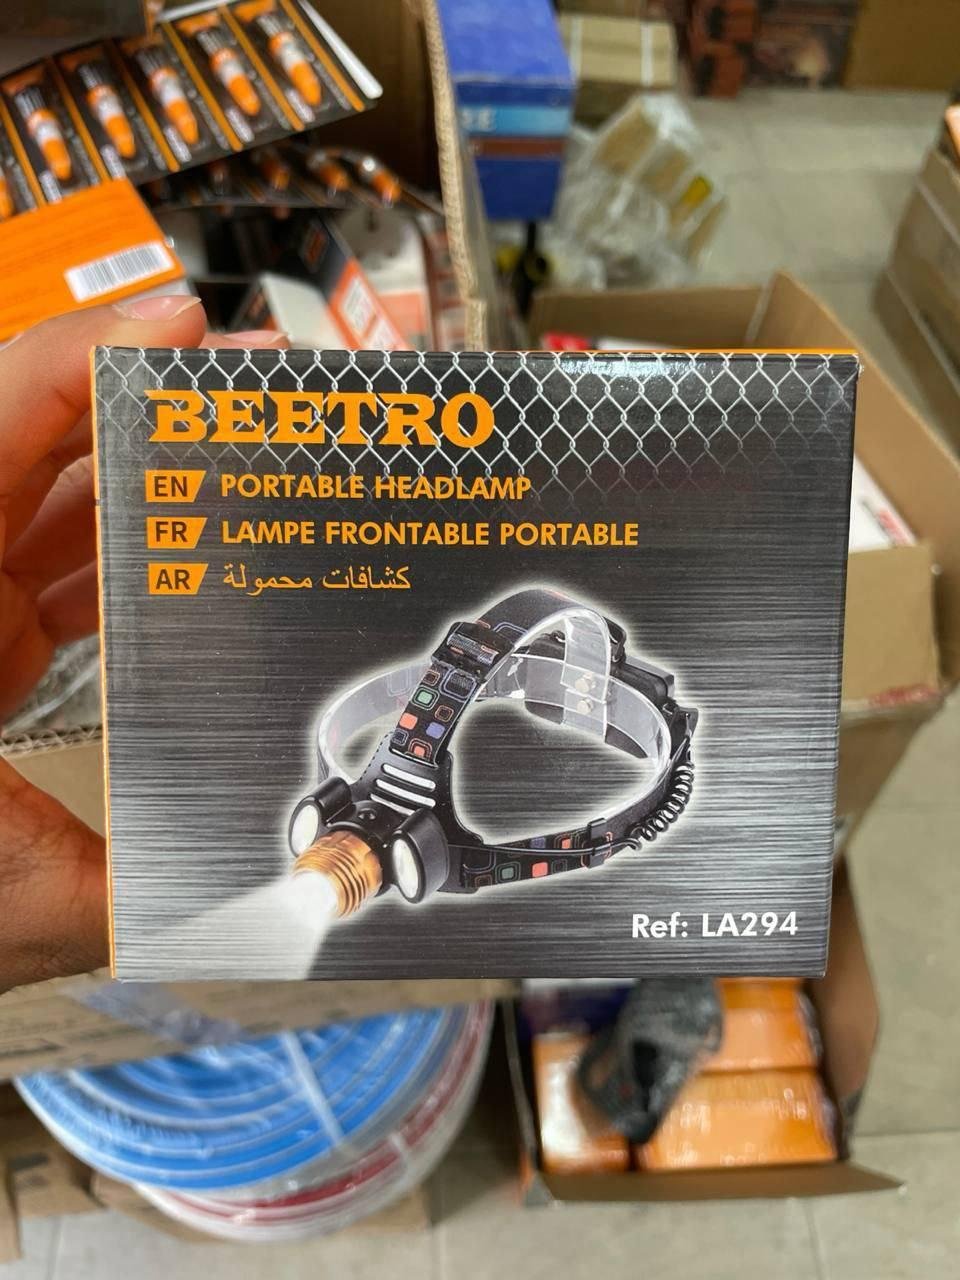 BEETRO
EN PORTABLE HEADLAMP
FR LAMPE FRONTABLE PORTABLE
AR كشافات محمولة
Ref: LA294